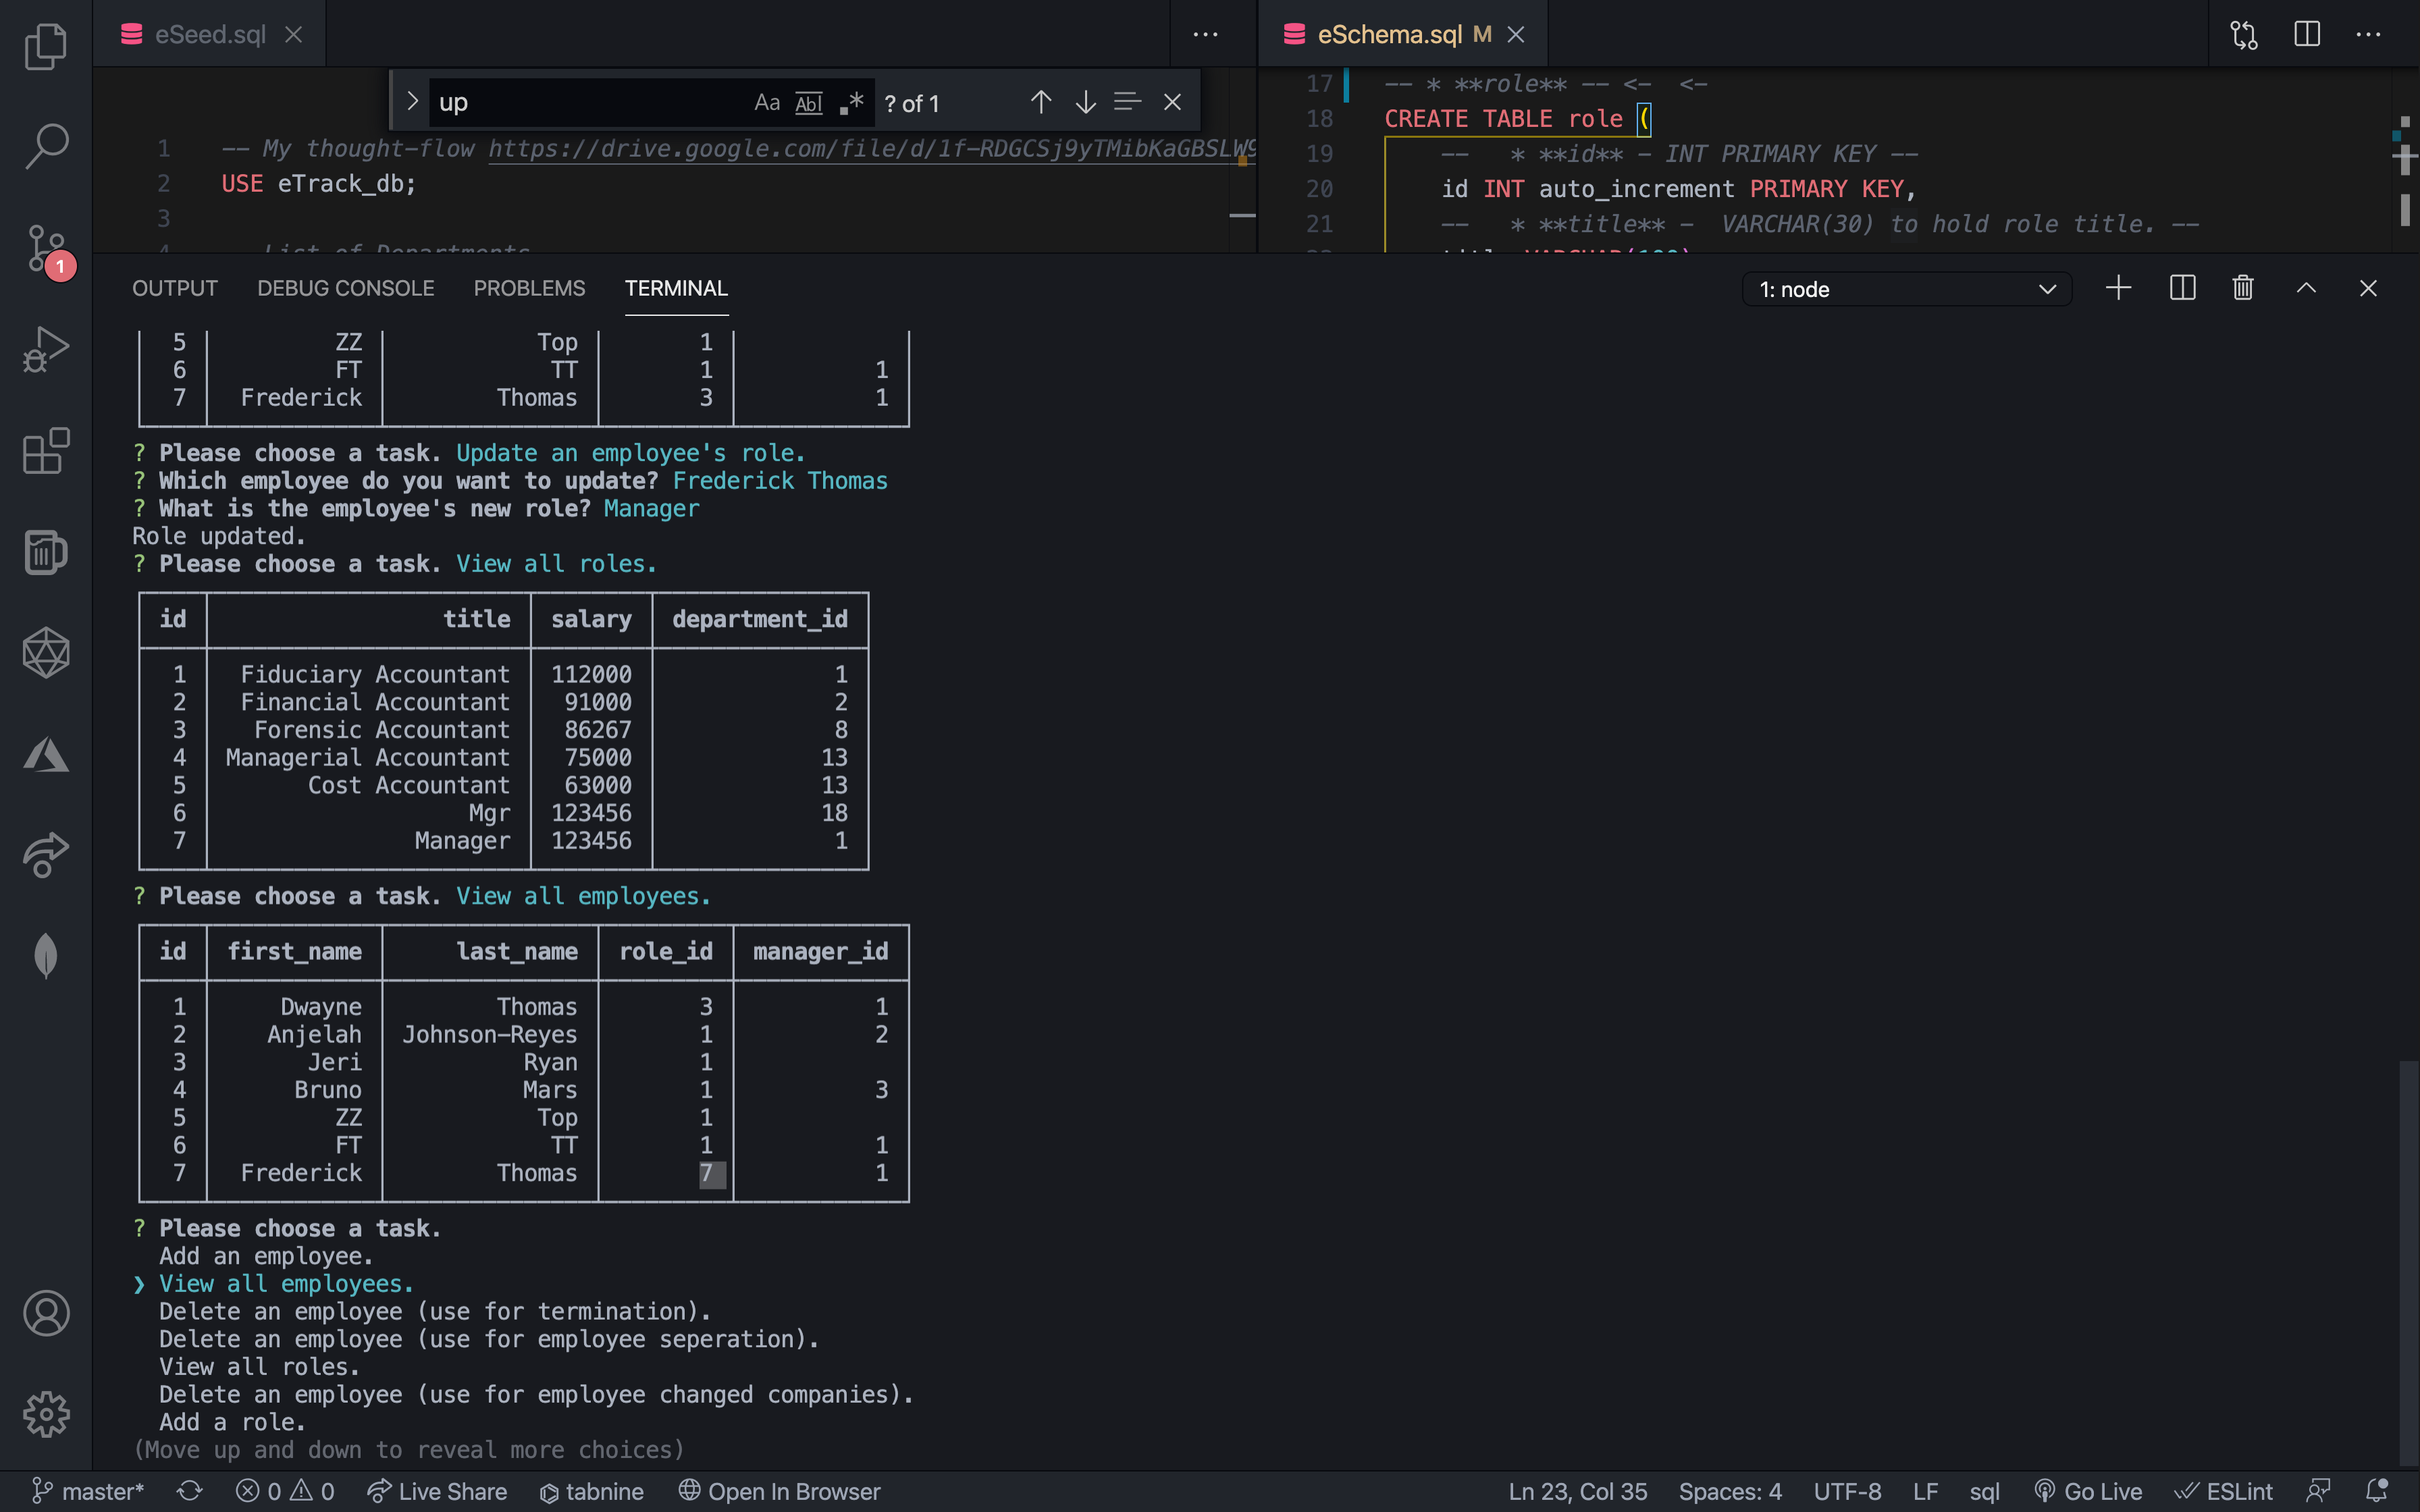 eSeed.sql
eSchema.sql M
up Aa Abl .* ? of 1
1 -- My thought-flow https://drive.google.com/file/d/1f-RDGCSj9yTMibKaGBSLW9
2 USE eTrack_db;
3
17 -- * **role** -- <- <-
18 CREATE TABLE role (
19 -- * **id** - INT PRIMARY KEY --
20 id INT auto_increment PRIMARY KEY,
21 -- * **title** - VARCHAR(30) to hold role title. --
1
OUTPUT DEBUG CONSOLE PROBLEMS TERMINAL 1: node
5 ZZ Top 1
6 FT TT 1 1
7 Frederick Thomas 3 1
? Please choose a task. Update an employee's role.
? Which employee do you want to update? Frederick Thomas
? What is the employee's new role? Manager
Role updated.
? Please choose a task. View all roles.
id title salary department_id
1 Fiduciary Accountant 112000 1
2 Financial Accountant 91000 2
3 Forensic Accountant 86267 8
4 Managerial Accountant 75000 13
5 Cost Accountant 63000 13
6 Mgr 123456 18
7 Manager 123456 1
? Please choose a task. View all employees.
id first_name last_name role_id manager_id
1 Dwayne Thomas 3 1
2 Anjelah Johnson-Reyes 1 2
3 Jeri Ryan 1
4 Bruno Mars 1 3
5 ZZ Top 1
6 FT TT 1 1
7 Frederick Thomas 7 1
? Please choose a task.
Add an employee.
❯ View all employees.
Delete an employee (use for termination).
Delete an employee (use for employee seperation).
View all roles.
Delete an employee (use for employee changed companies).
Add a role.
(Move up and down to reveal more choices)
master* 0 0 Live Share tabnine Open In Browser Ln 23, Col 35 Spaces: 4 UTF-8 LF sql Go Live ESLint